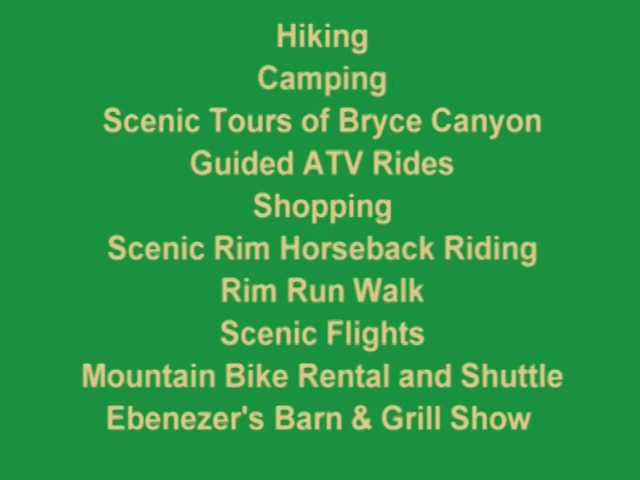 Hiking
Camping
Scenic Tours of Bryce Canyon
Guided ATV Rides
Shopping
Scenic Rim Horseback Riding
Rim Run Walk
Scenic Flights
Mountain Bike Rental and Shuttle
Ebenezer's Barn & Grill Show